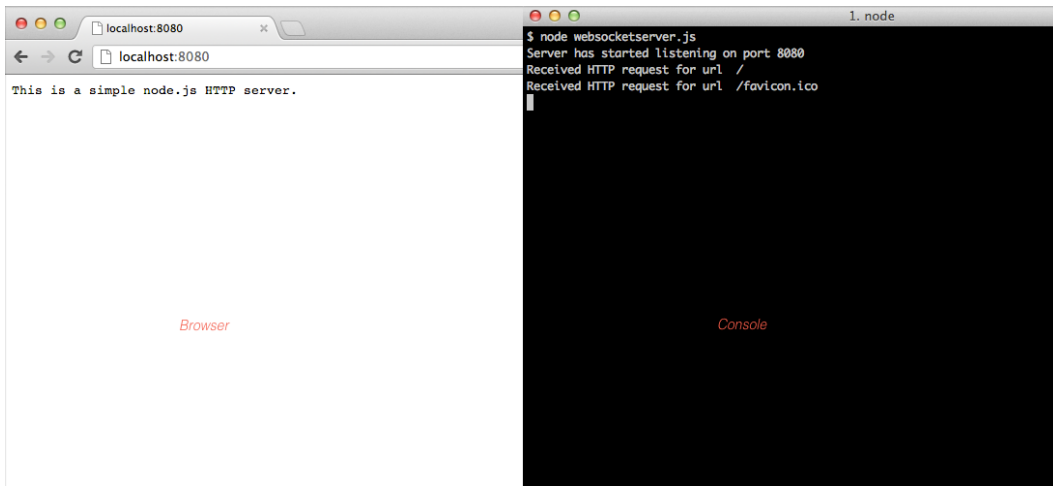 localhost:8080
localhost:8080
This is a simple node.js HTTP server.
Browser
1. node
$ node websocketserver.js
Server has started listening on port 8080
Received HTTP request for url  /
Received HTTP request for url  /favicon.ico
Console